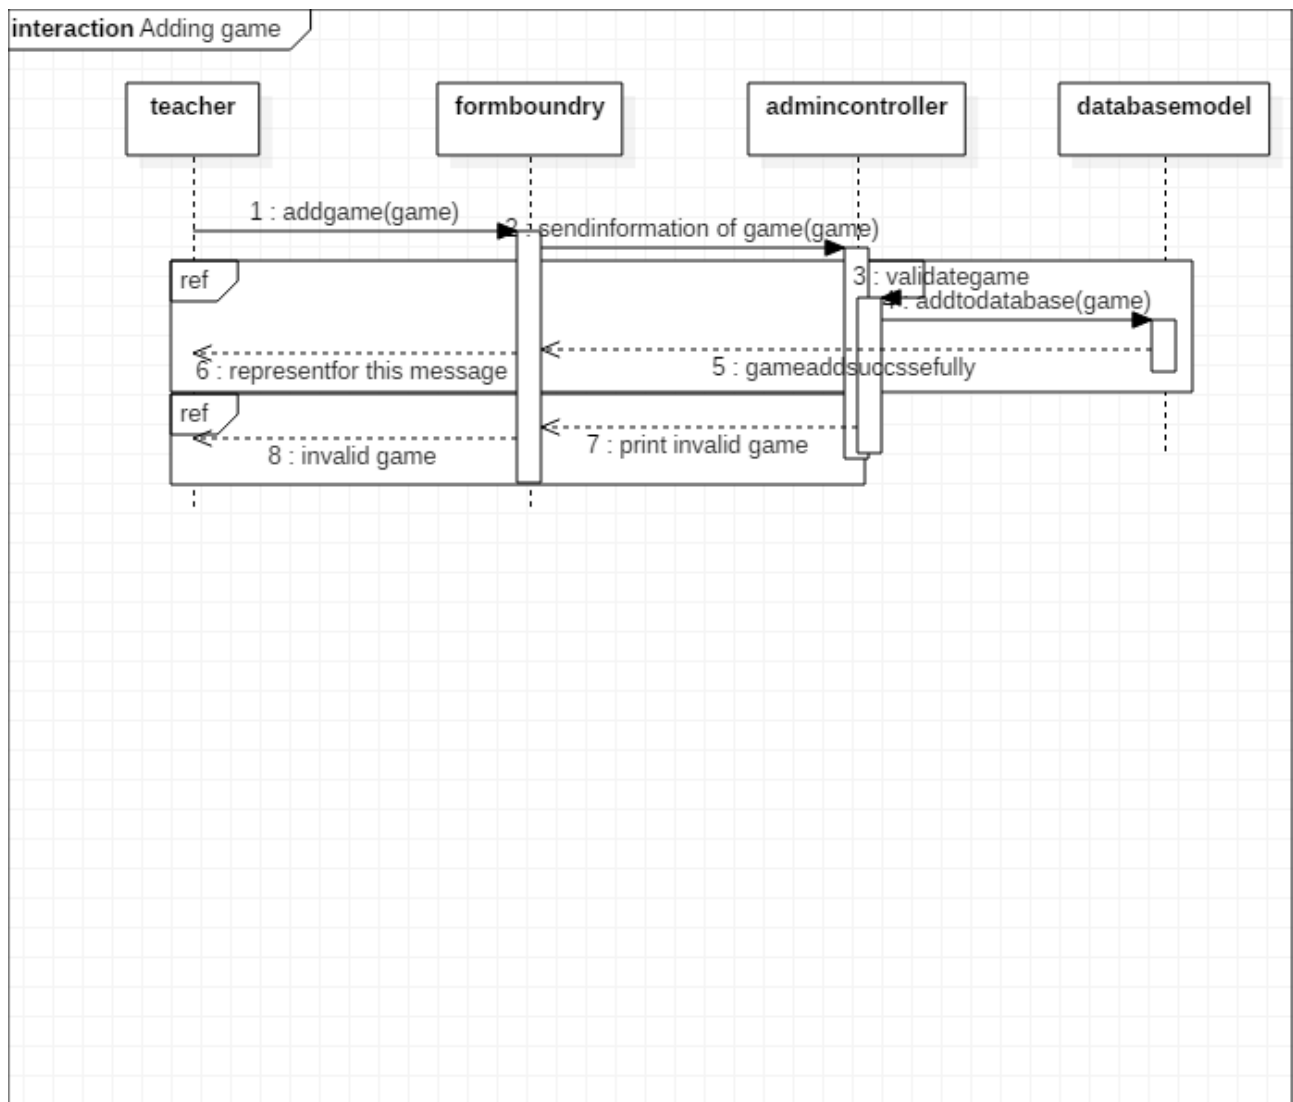 interaction Adding game
teacher
formboundry
admincontroller
databasemodel
1 : addgame(game)
2 : sendinformation of game(game)
ref
3 : validategame
4 : addtodatabase(game)
5 : gameaddsuccssefully
6 : representfor this message
ref
7 : print invalid game
8 : invalid game